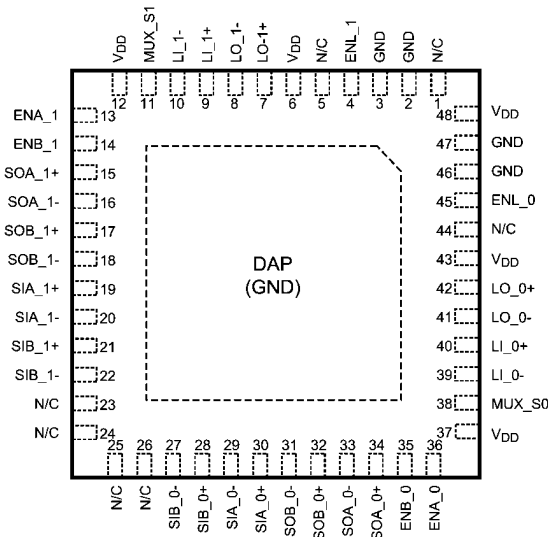 VDD MUX_S1 LI_1- LI_1+ LO_1- LO-1+ VDD N/C ENL_1 GND GND N/C
12 11 10 9 8 7 6 5 4 3 2 1
ENA_1 13
ENB_1 14
SOA_1+ 15
SOA_1- 16
SOB_1+ 17
SOB_1- 18
SIA_1+ 19
SIA_1- 20
SIB_1+ 21
SIB_1- 22
N/C 23
N/C 24
DAP
(GND)
48 VDD
47 GND
46 GND
45 ENL_0
44 N/C
43 VDD
42 LO_0+
41 LO_0-
40 LI_0+
39 LI_0-
38 MUX_S0
37 VDD
25 26 27 28 29 30 31 32 33 34 35 36
N/C N/C SIB_0- SIB_0+ SIA_0- SIA_0+ SOB_0- SOB_0+ SOA_0- SOA_0+ ENB_0 ENA_0